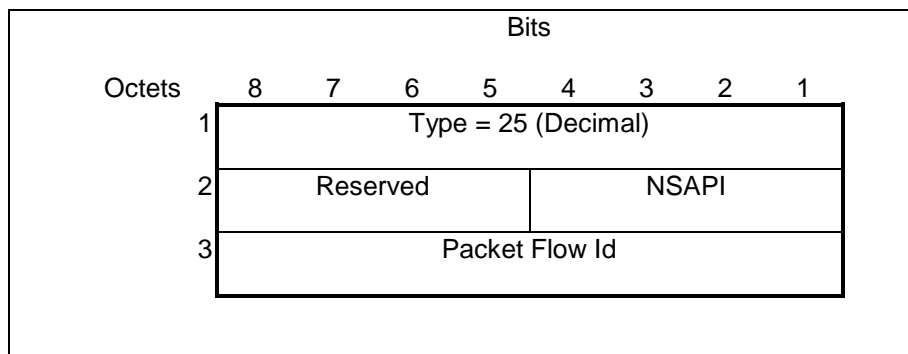 Bits
Octets 8 7 6 5 4 3 2 1
1 Type = 25 (Decimal)
2 Reserved NSAPI
3 Packet Flow Id